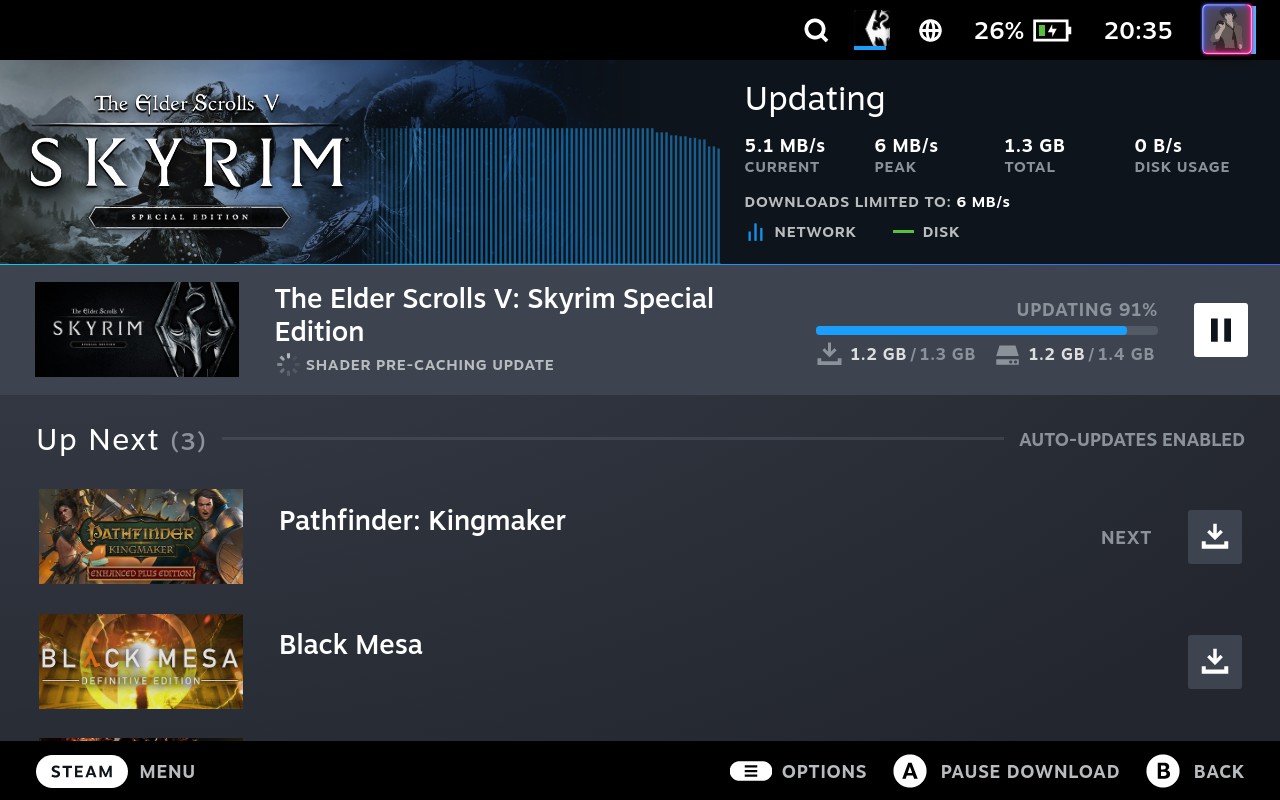 26%
20:35
The Elder Scrolls V
SKYRIM
SPECIAL EDITION
Updating
5.1 MB/s
CURRENT
6 MB/s
PEAK
1.3 GB
TOTAL
0 B/s
DISK USAGE
DOWNLOADS LIMITED TO: 6 MB/s
NETWORK
DISK
The Elder Scrolls V
SKYRIM
SPECIAL EDITION
The Elder Scrolls V: Skyrim Special
Edition
SHADER PRE-CACHING UPDATE
UPDATING 91%
1.2 GB / 1.3 GB
1.2 GB / 1.4 GB
Up Next (3)
AUTO-UPDATES ENABLED
PATHFINDER
KINGMAKER
ENHANCED PLUS EDITION
Pathfinder: Kingmaker
NEXT
BLACK MESA
DEFINITIVE EDITION
Black Mesa
STEAM MENU
OPTIONS
A PAUSE DOWNLOAD
B BACK